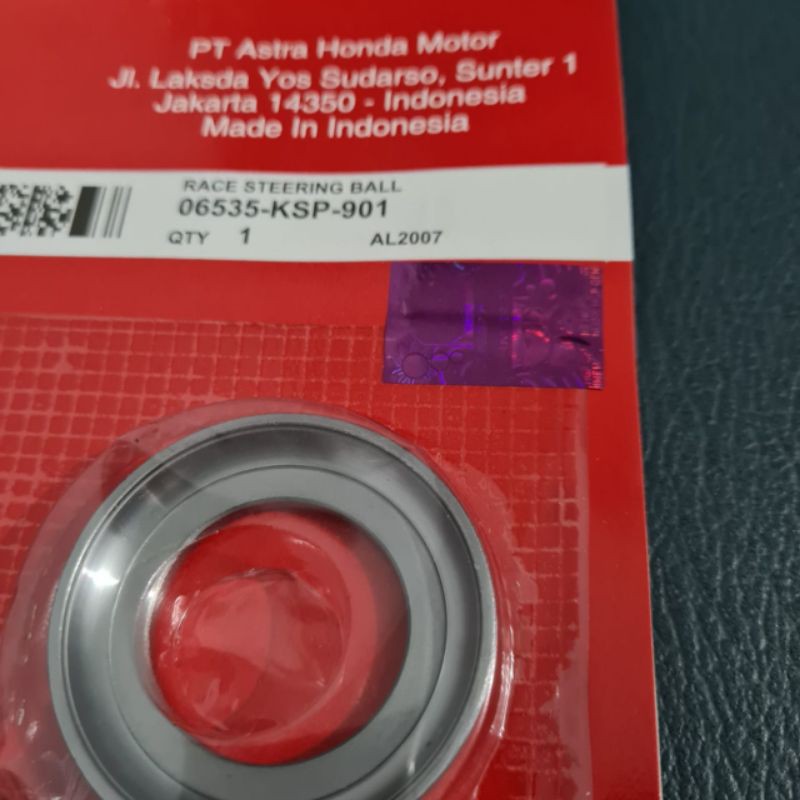 PT Astra Honda Motor
Jl. Laksda Yos Sudarso, Sunter 1
Jakarta 14350 - Indonesia
Made In Indonesia
RACE STEERING BALL
06535-KSP-901
QTY 1 AL2007